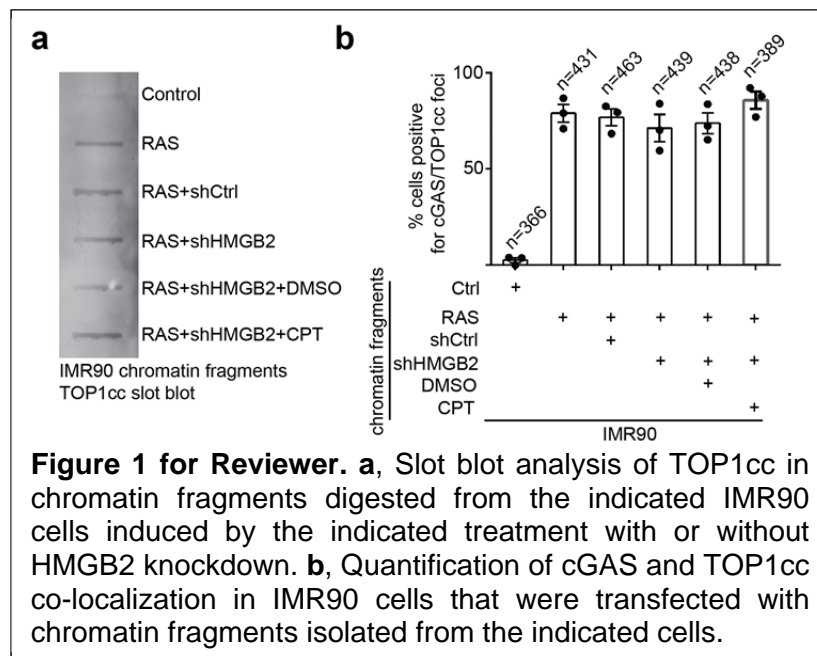 a
Control
RAS
RAS+shCtrl
RAS+shHMGB2
RAS+shHMGB2+DMSO
RAS+shHMGB2+CPT
IMR90 chromatin fragments
TOP1cc slot blot
b
% cells positive
for cGAS/TOP1cc foci
100
50
0
n=366
n=431
n=463
n=439
n=438
n=389
chromatin fragments
Ctrl +
RAS + + + + +
shCtrl +
shHMGB2 + + +
DMSO +
CPT +
IMR90
Figure 1 for Reviewer. a, Slot blot analysis of TOP1cc in
chromatin fragments digested from the indicated IMR90
cells induced by the indicated treatment with or without
HMGB2 knockdown. b, Quantification of cGAS and TOP1cc
co-localization in IMR90 cells that were transfected with
chromatin fragments isolated from the indicated cells.